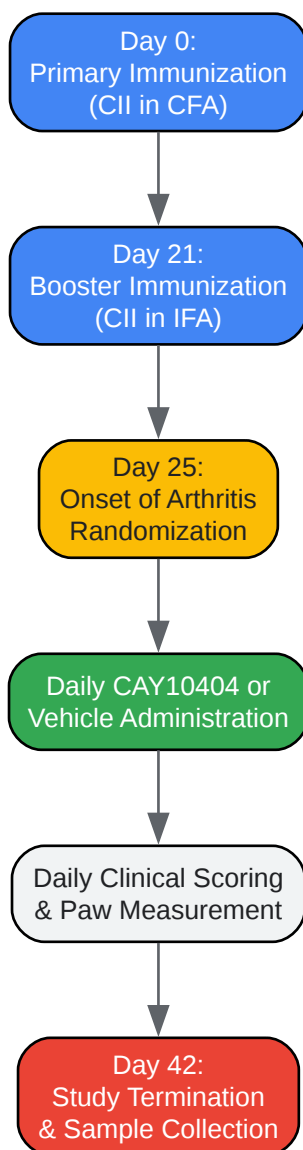 Day 0:
Primary Immunization
(CII in CFA)
Day 21:
Booster Immunization
(CII in IFA)
Day 25:
Onset of Arthritis
Randomization
Daily CAY10404 or
Vehicle Administration
Daily Clinical Scoring
& Paw Measurement
Day 42:
Study Termination
& Sample Collection